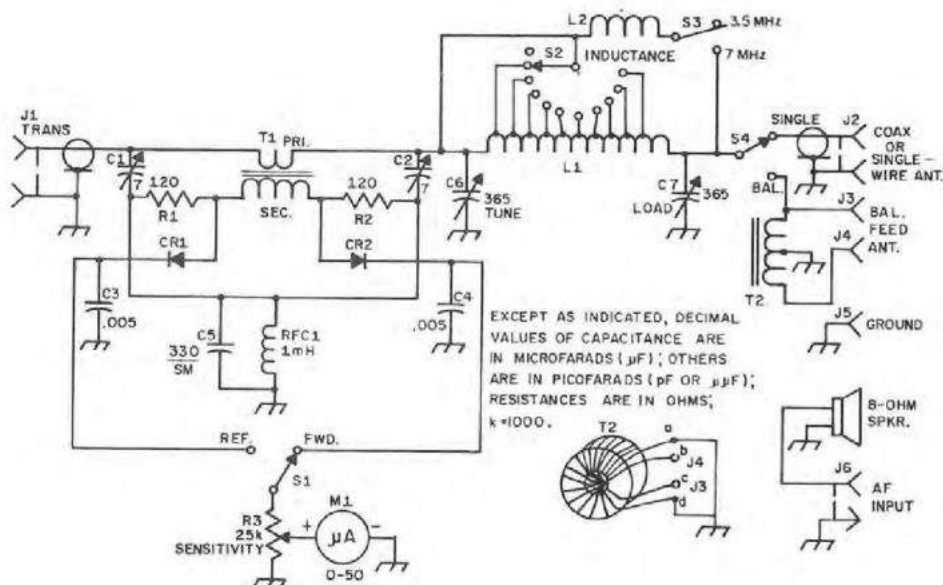 L2
S3
3.5 MHz
INDUCTANCE
7 MHz
S2
J1
TRANS
T1 PRI.
C1
7
C2
7
L1
S4
SINGLE
J2
COAX
OR
SINGLE-
WIRE ANT.
120
R1
SEC.
120
R2
C6
365
TUNE
C7
365
LOAD
BAL.
J3
BAL.
FEED
ANT.
J4
CR1
CR2
T2
C3
.005
C4
.005
C5
330
SM
RFC1
1mH
J5
GROUND
EXCEPT AS INDICATED, DECIMAL
VALUES OF CAPACITANCE ARE
IN MICROFARADS (µF); OTHERS
ARE IN PICOFARADS (pF OR µµF);
RESISTANCES ARE IN OHMS;
k=1000.
8-OHM
SPKR.
REF.
FWD.
S1
T2
a
b
J4
c
J3
d
J6
AF
INPUT
R3
25k
SENSITIVITY
M1
+
µA
-
0-50